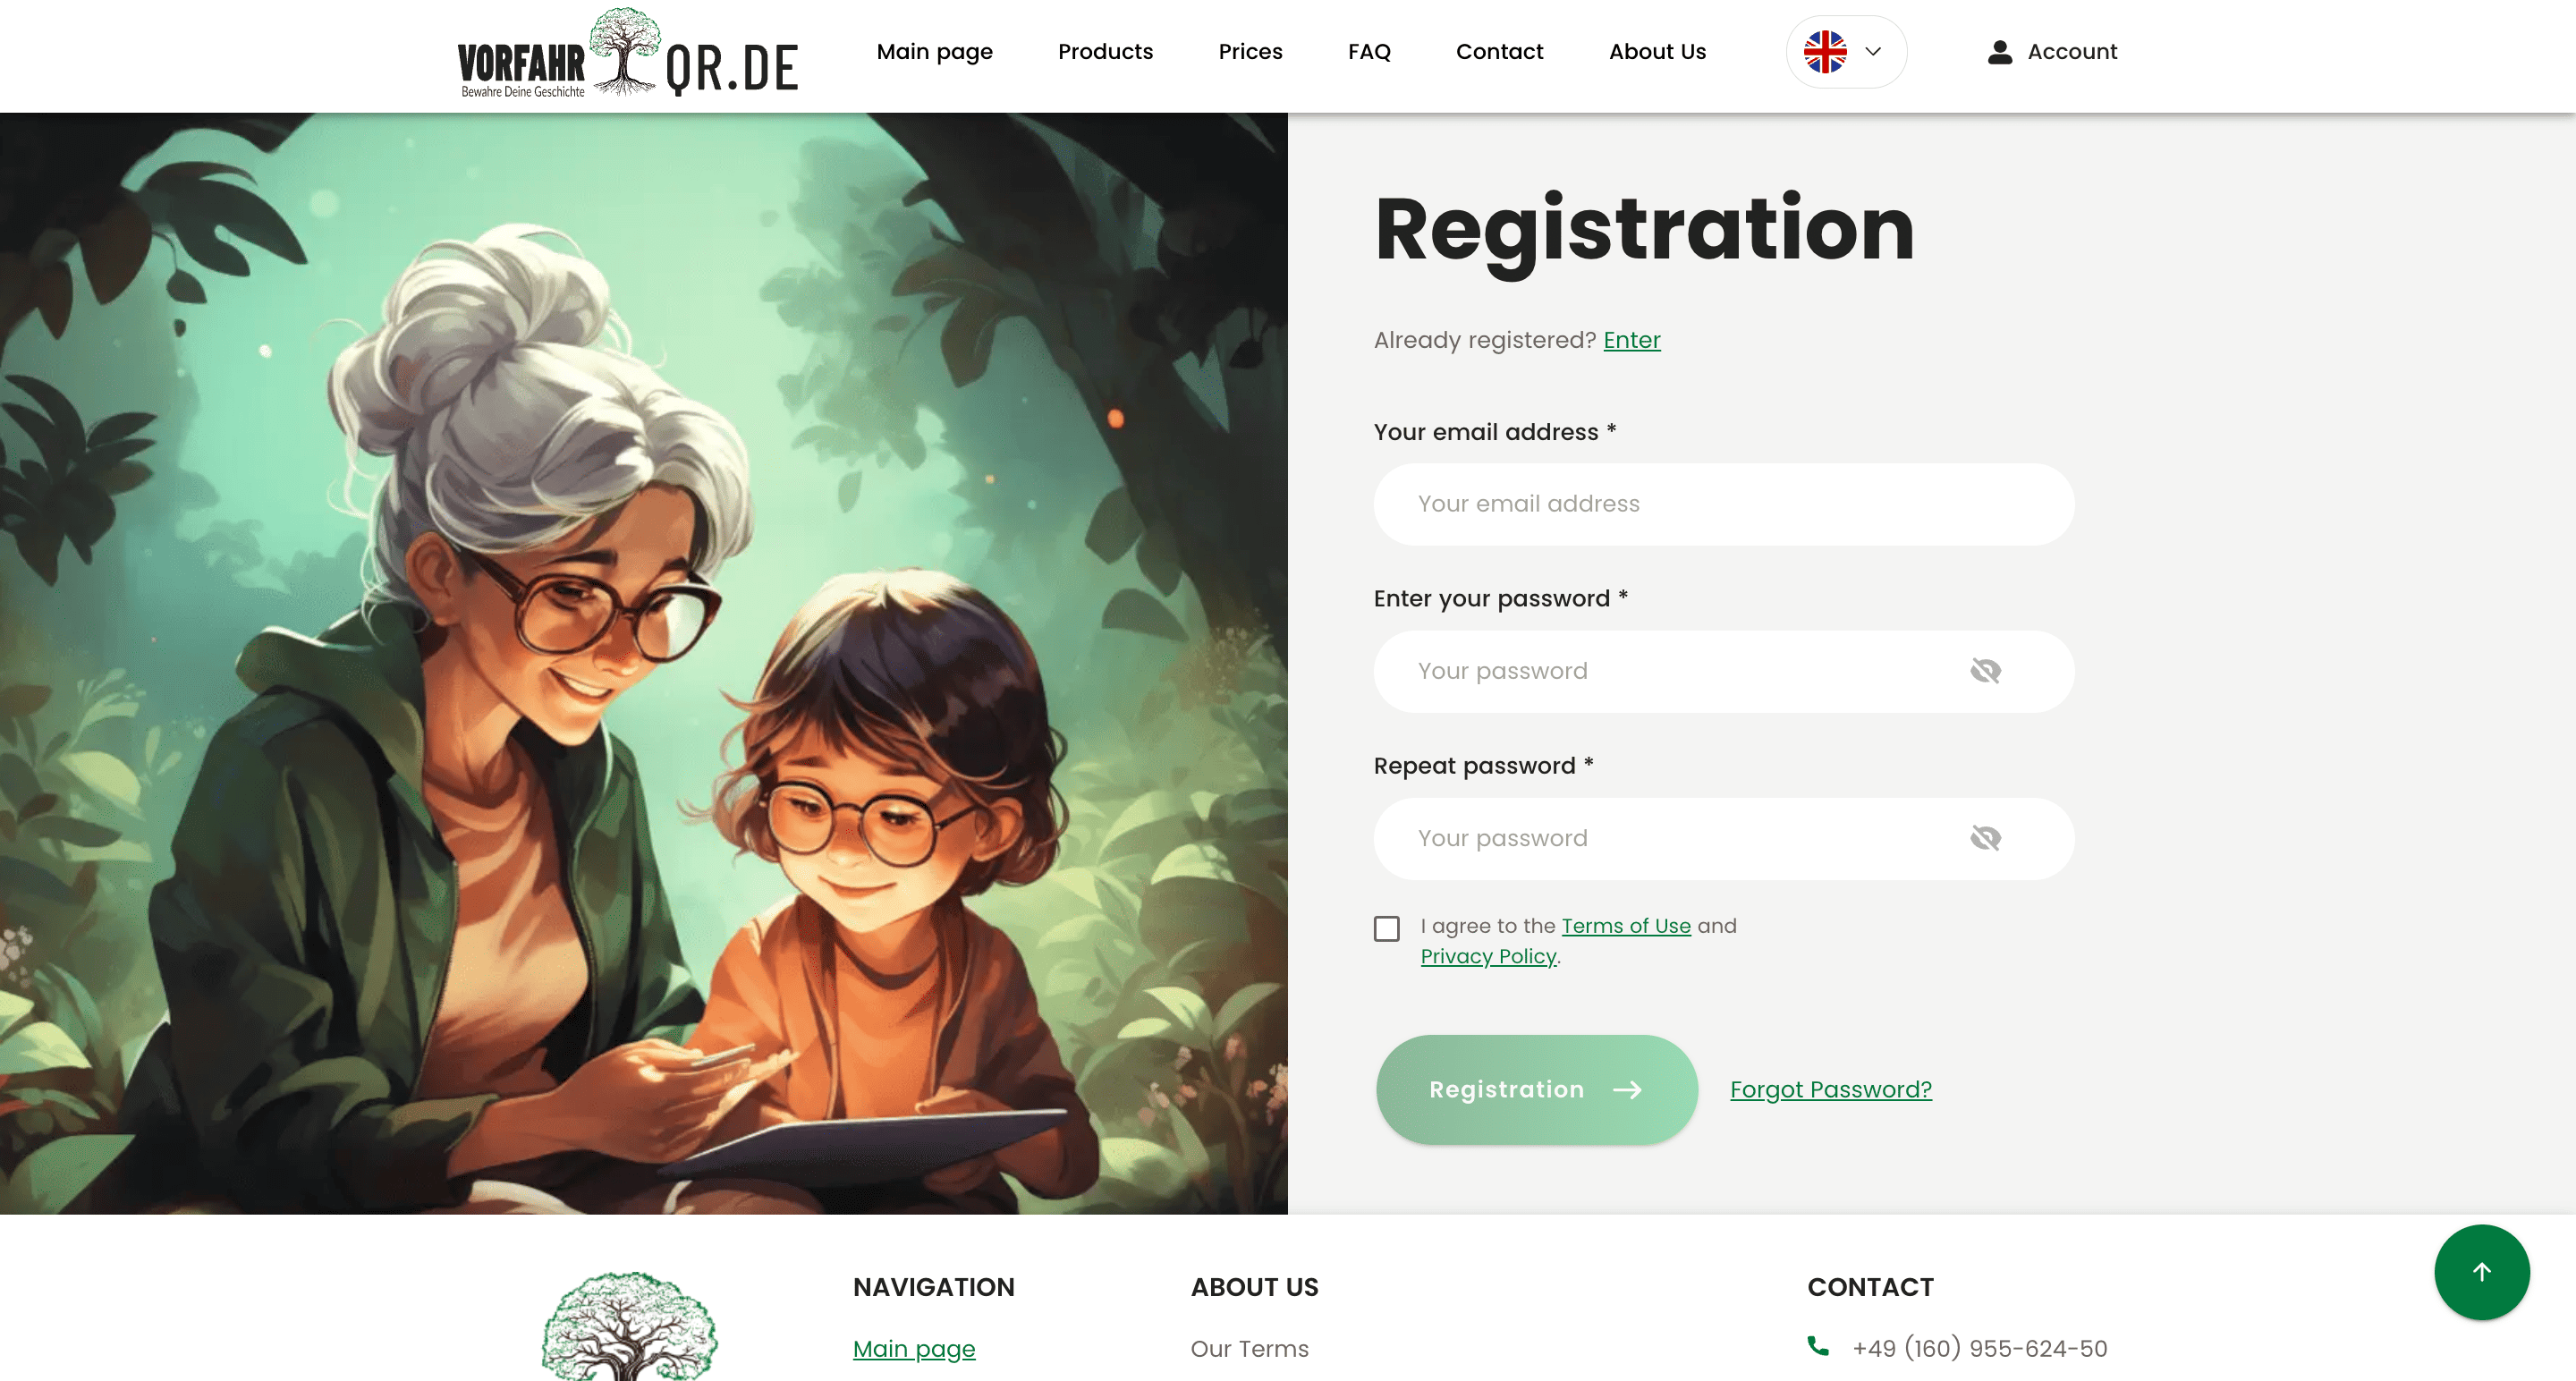 VORFAHR QR.DE
Bewahre Deine Geschichte
Main page
Products
Prices
FAQ
Contact
About Us
Account
Registration
Already registered? Enter
Your email address *
Your email address
Enter your password *
Your password
Repeat password *
Your password
I agree to the Terms of Use and
Privacy Policy.
Registration
Forgot Password?
NAVIGATION
Main page
ABOUT US
Our Terms
CONTACT
+49 (160) 955-624-50